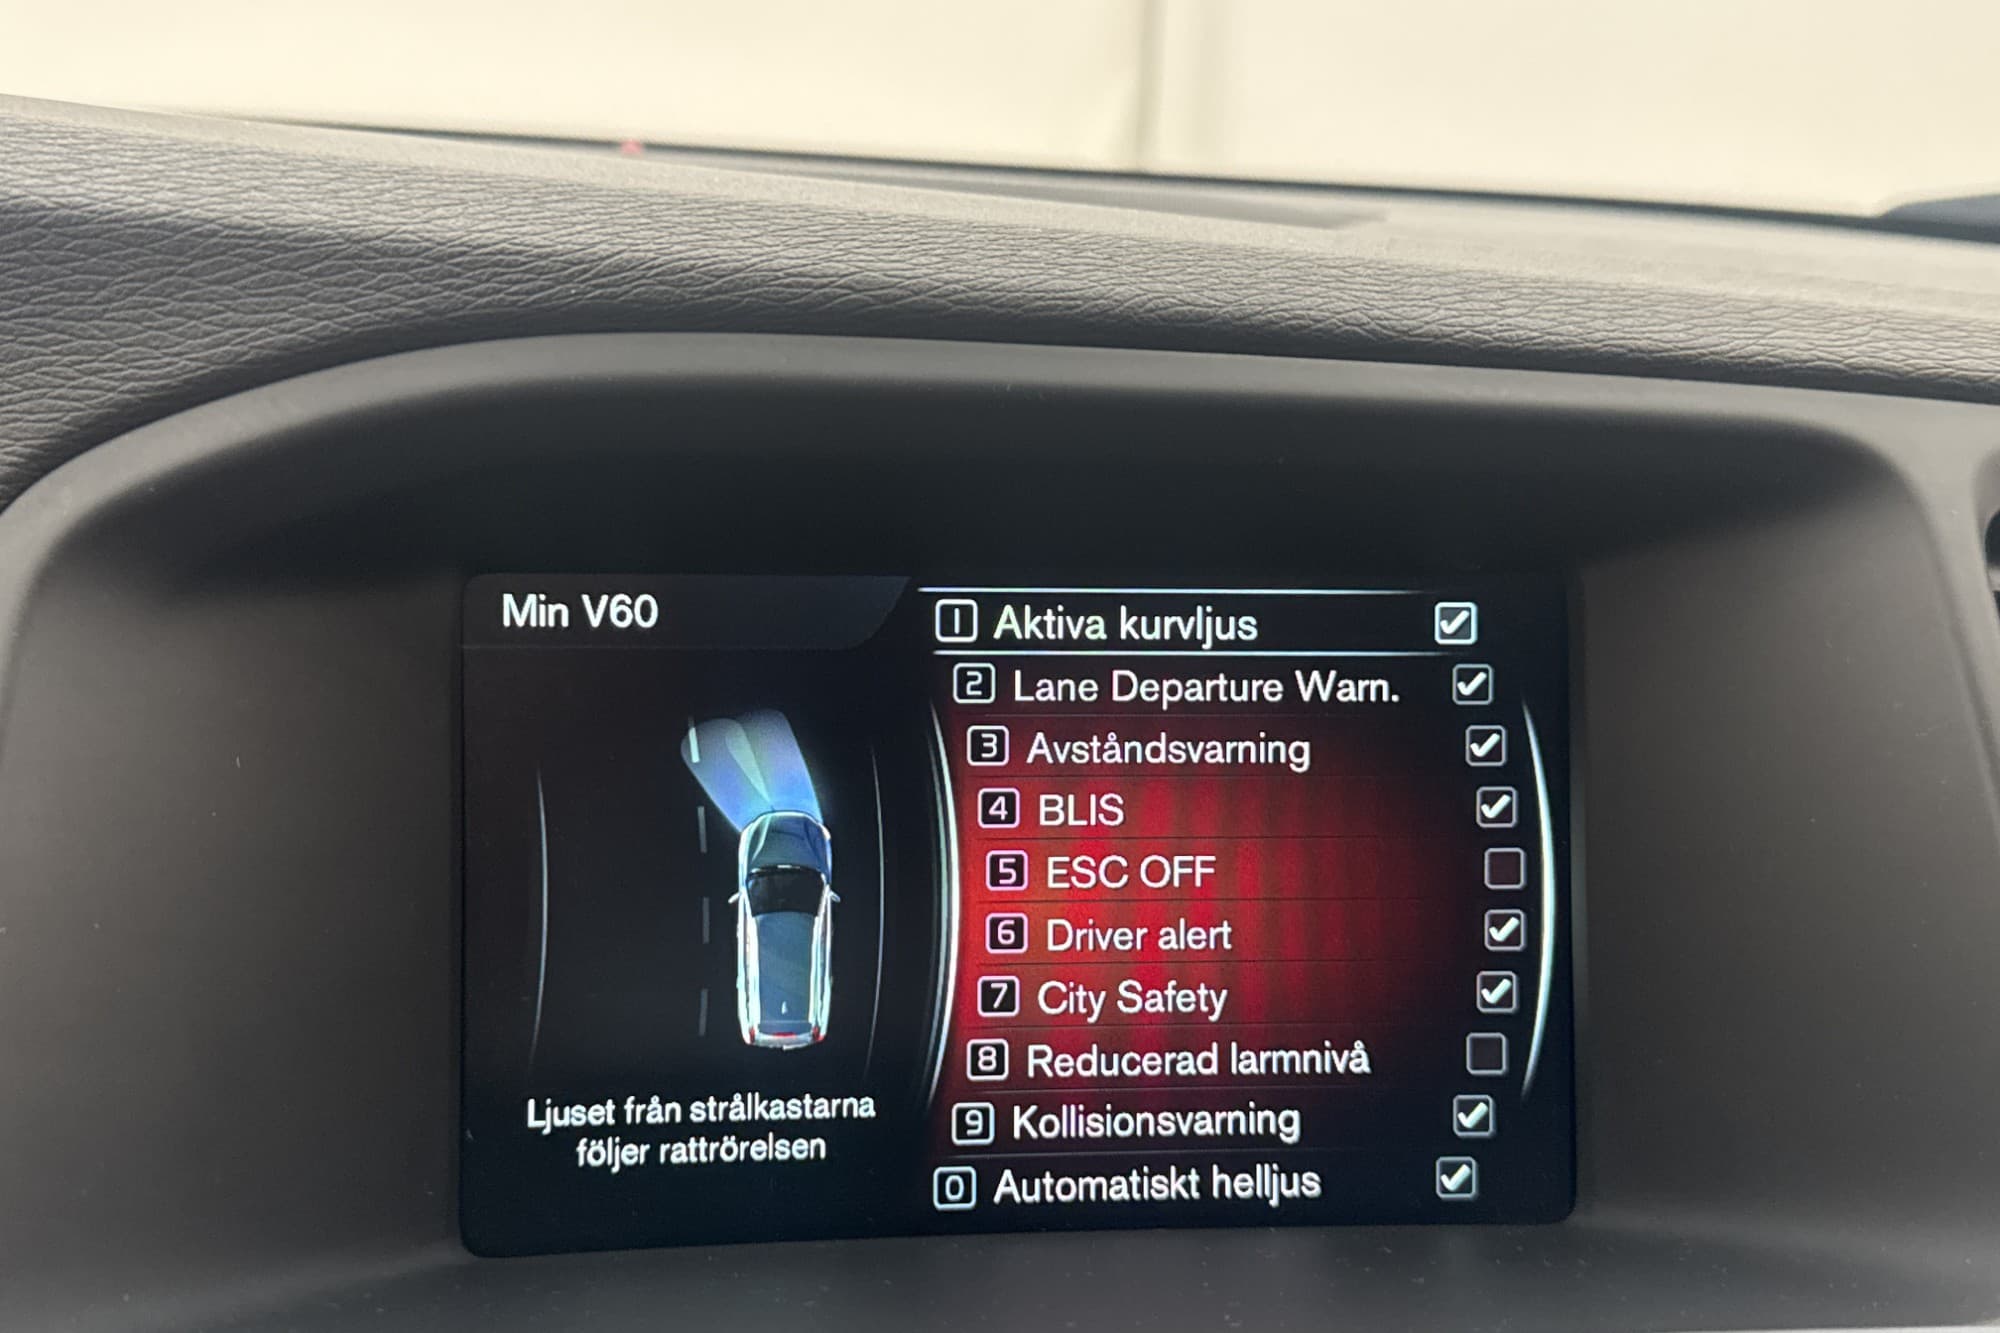 Min V60
1 Aktiva kurvljus
2 Lane Departure Warn.
3 Avståndsvarning
4 BLIS
5 ESC OFF
6 Driver alert
7 City Safety
8 Reducerad larmnivå
9 Kollisionsvarning
0 Automatiskt helljus
Ljuset från strålkastarna
följer rattrörelsen